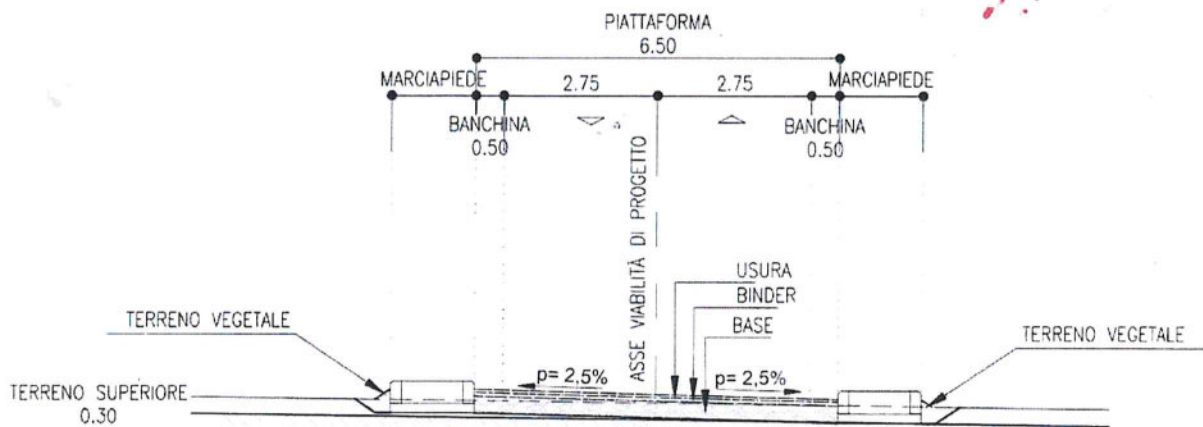 PIATTAFORMA
6.50
MARCIAPIEDE
2.75
2.75
MARCIAPIEDE
BANCHINA
0.50
BANCHINA
0.50
ASSE VIABILITÀ DI PROGETTO
USURA
BINDER
BASE
TERRENO VEGETALE
TERRENO VEGETALE
p= 2,5%
p= 2,5%
TERRENO SUPERIORE
0.30